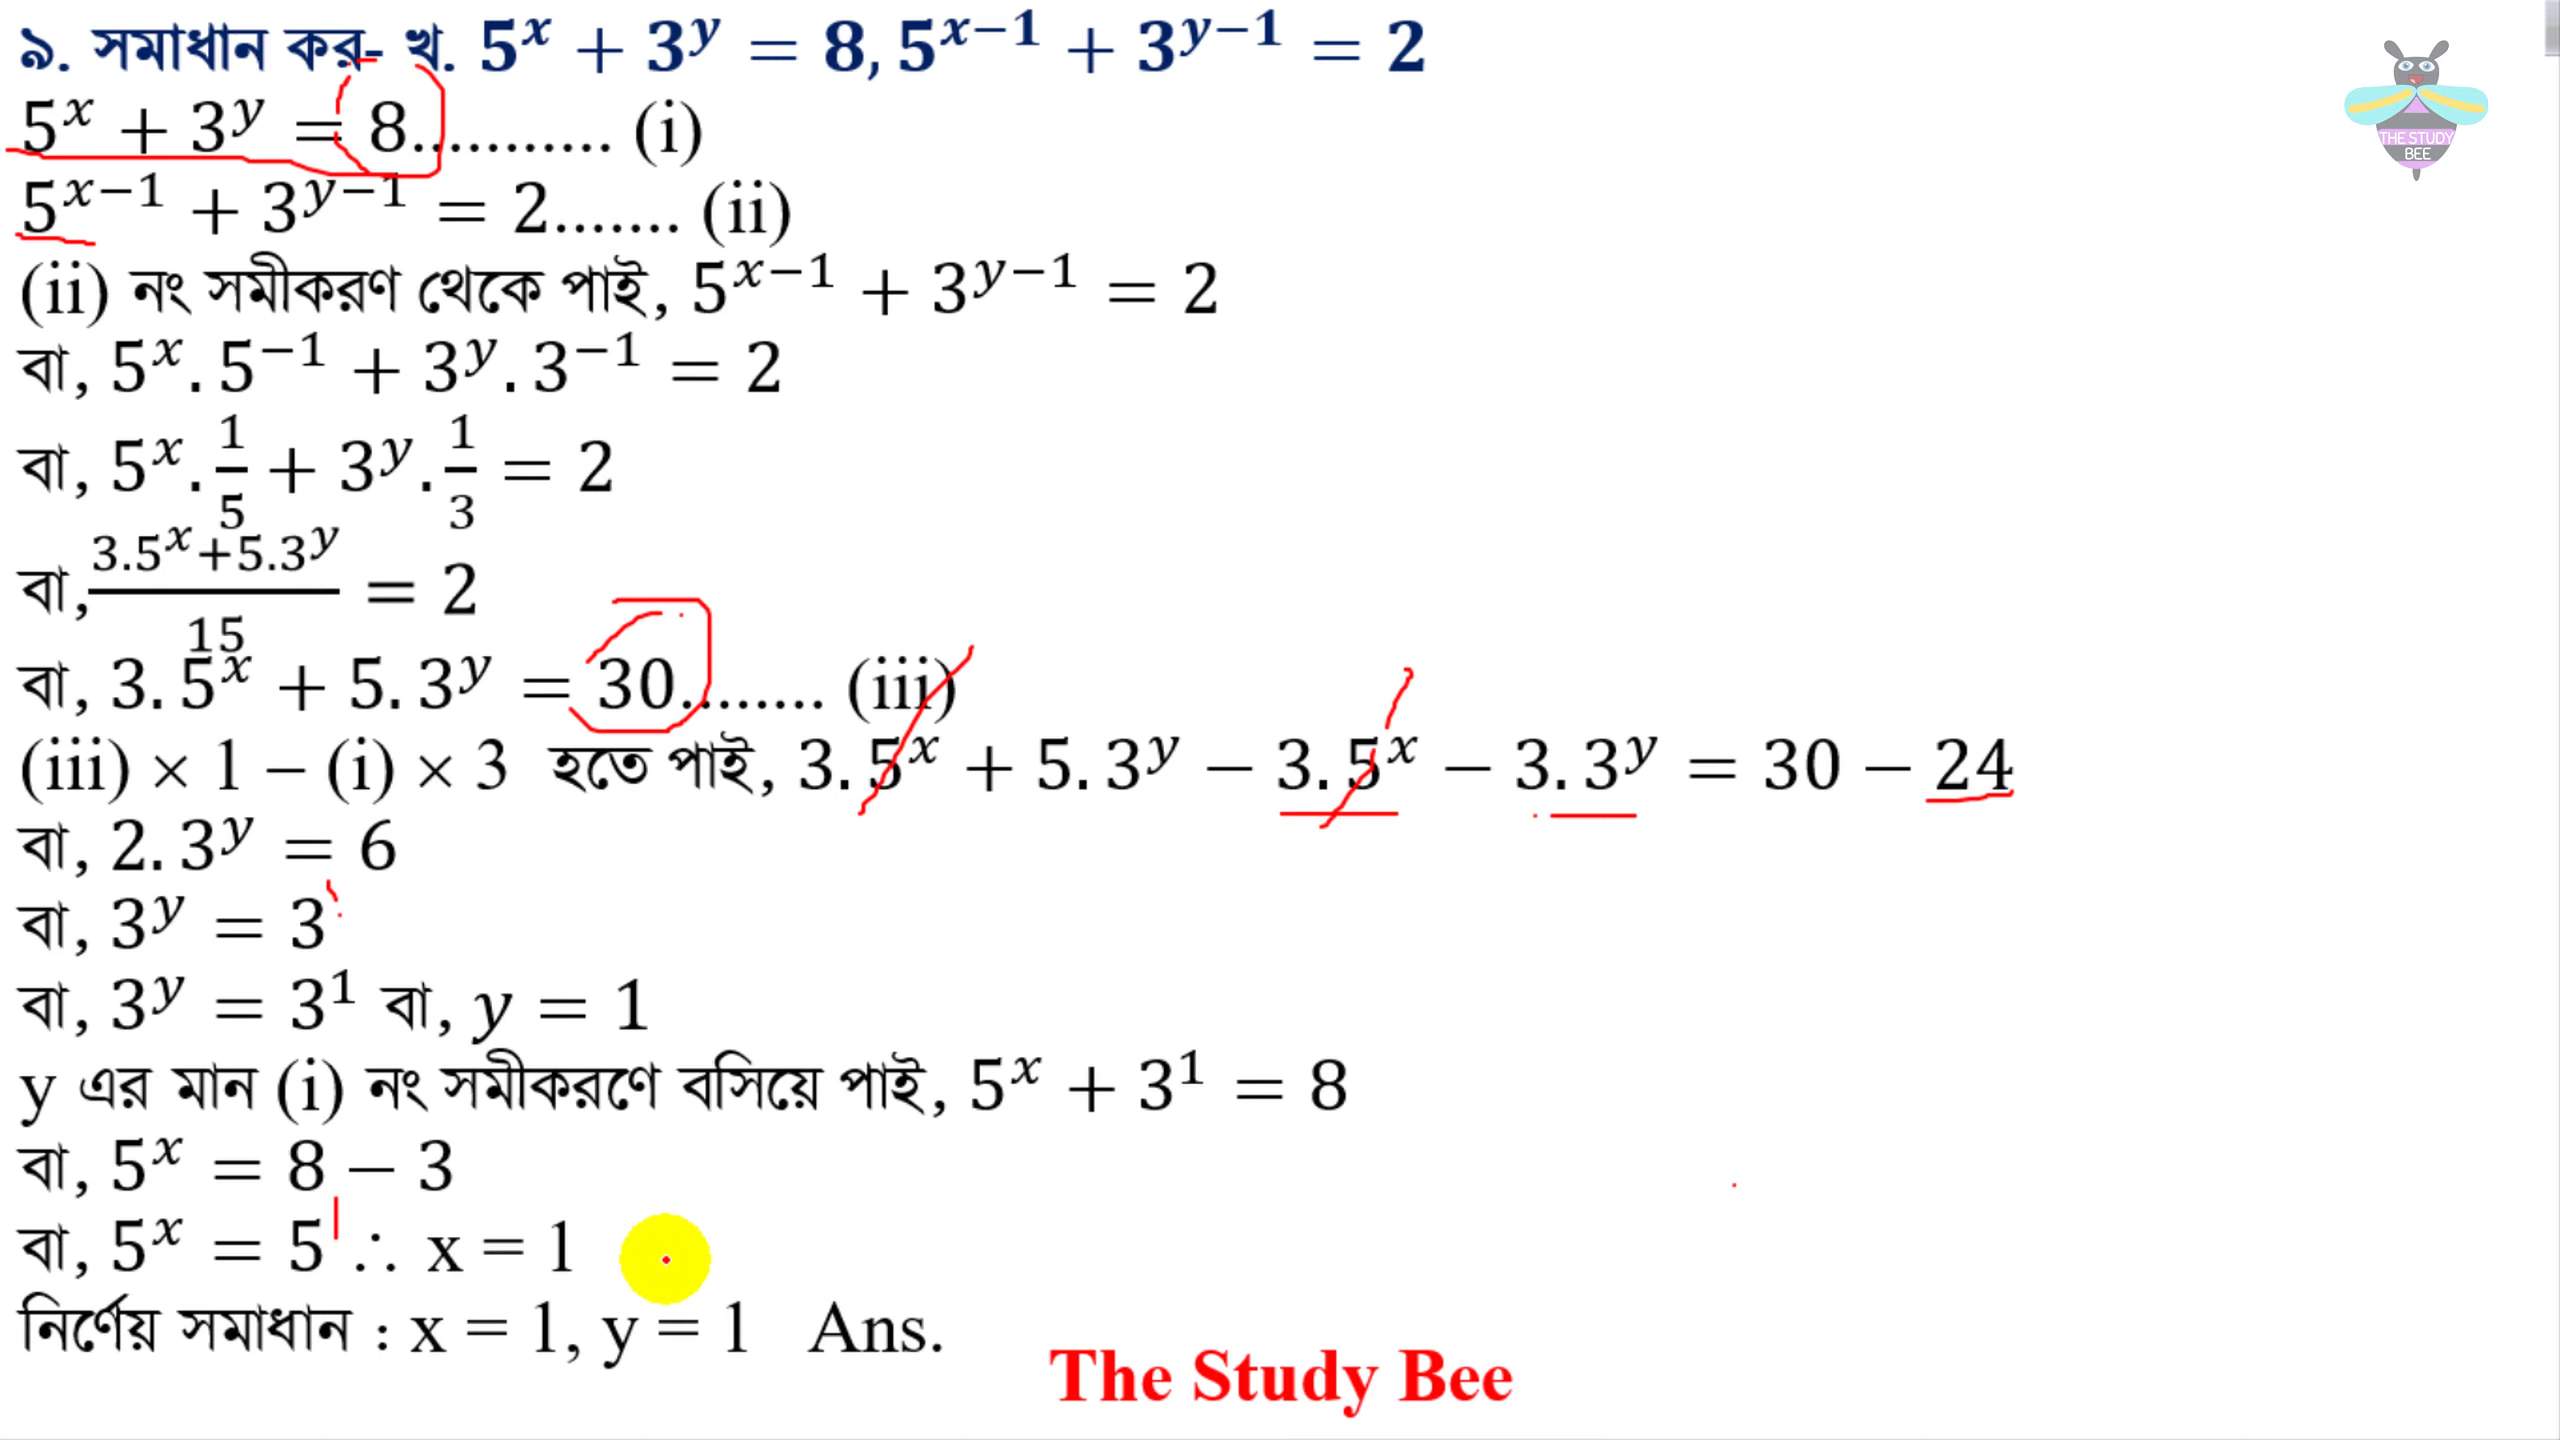 ৯. সমাধান কর- খ. 5^x + 3^y = 8, 5^{x-1} + 3^{y-1} = 2
5^x + 3^y = 8........... (i)
5^{x-1} + 3^{y-1} = 2....... (ii)
(ii) নং সমীকরণ থেকে পাই, 5^{x-1} + 3^{y-1} = 2
বা, 5^x.5^{-1} + 3^y.3^{-1} = 2
বা, 5^x.\frac{1}{5} + 3^y.\frac{1}{3} = 2
বা, \frac{3.5^x+5.3^y}{15} = 2
বা, 3.5^x + 5.3^y = 30........ (iii)
(iii) × 1 − (i) × 3 হতে পাই, 3.5^x + 5.3^y − 3.5^x − 3.3^y = 30 − 24
বা, 2.3^y = 6
বা, 3^y = 3
বা, 3^y = 3^1 বা, y = 1
y এর মান (i) নং সমীকরণে বসিয়ে পাই, 5^x + 3^1 = 8
বা, 5^x = 8 − 3
বা, 5^x = 5 ∴ x = 1
নির্ণেয় সমাধান : x = 1, y = 1 Ans.
The Study Bee
THE STUDY
BEE